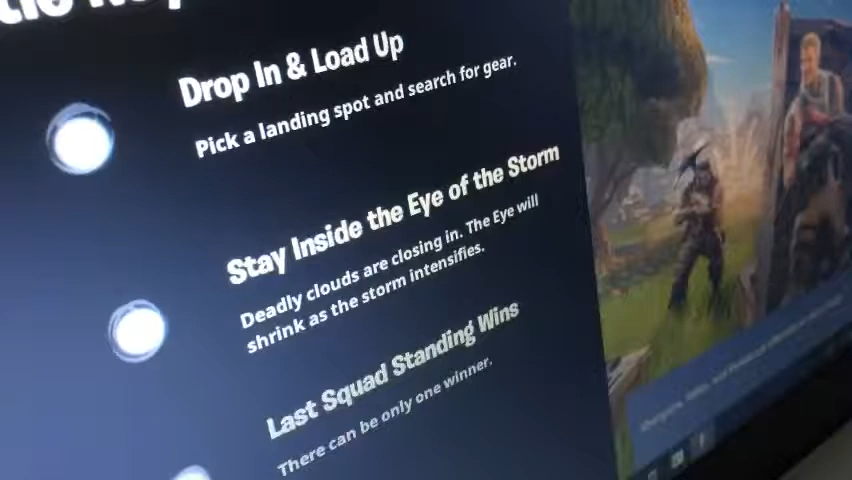 Drop In & Load Up
Pick a landing spot and search for gear.
Stay Inside the Eye of the Storm
Deadly clouds are closing in. The Eye will
shrink as the storm intensifies.
Last Squad Standing Wins
There can be only one winner.